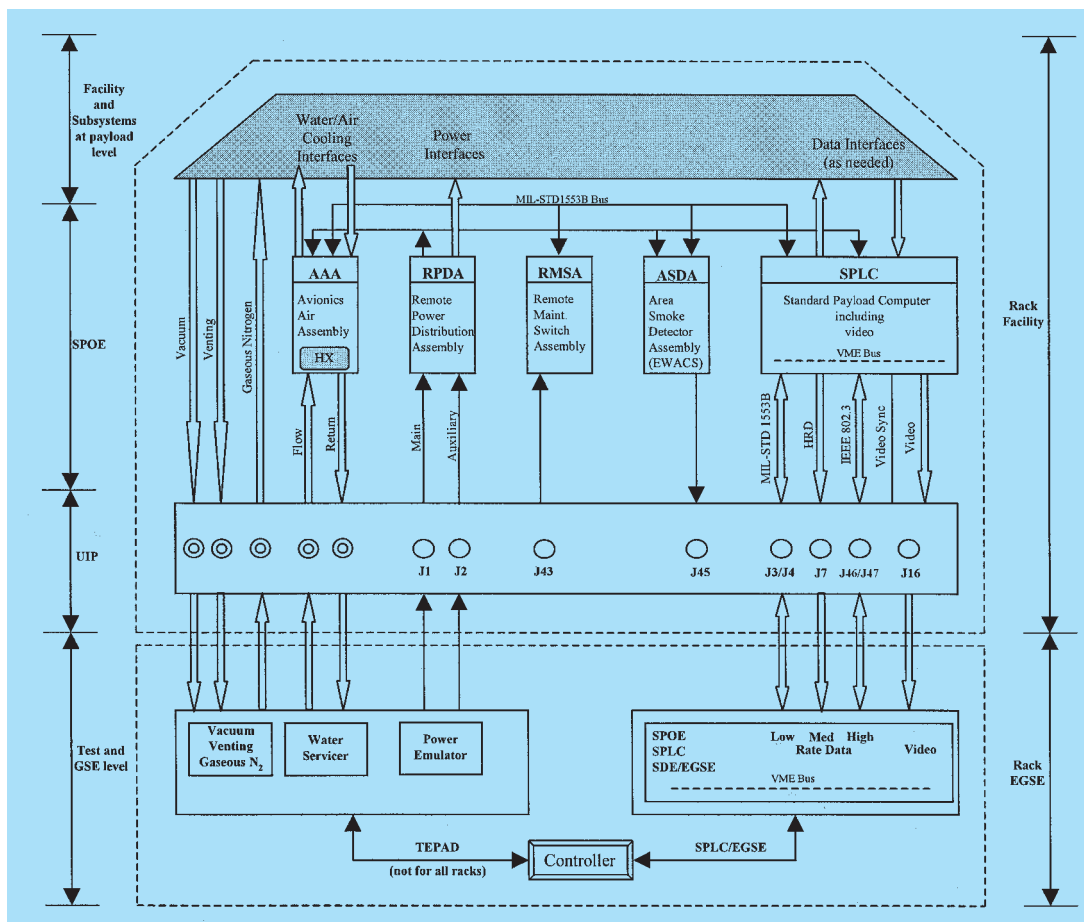 Facility
and
Subsystems
at payload
level
SPOE
UIP
Test and
GSE level
Water/Air
Cooling
Interfaces
Power
Interfaces
Data Interfaces
(as needed)
MIL-STD1553B Bus
Vacuum
Venting
Gaseous Nitrogen
AAA
Avionics
Air
Assembly
HX
RPDA
Remote
Power
Distribution
Assembly
RMSA
Remote
Maint.
Switch
Assembly
ASDA
Area
Smoke
Detector
Assembly
(EWACS)
SPLC
Standard Payload Computer
including
video
VME Bus
Flow
Return
Main
Auxiliary
MIL-STD 1553B
HRD
IEEE 802.3
Video Sync
Video
J1
J2
J43
J45
J3/J4
J7
J46/J47
J16
Vacuum
Venting
Gaseous N2
Water
Servicer
Power
Emulator
SPOE
SPLC
SDE/EGSE
Low Med High
Rate Data
Video
VME Bus
TEPAD
(not for all racks)
Controller
SPLC/EGSE
Rack
Facility
Rack
EGSE